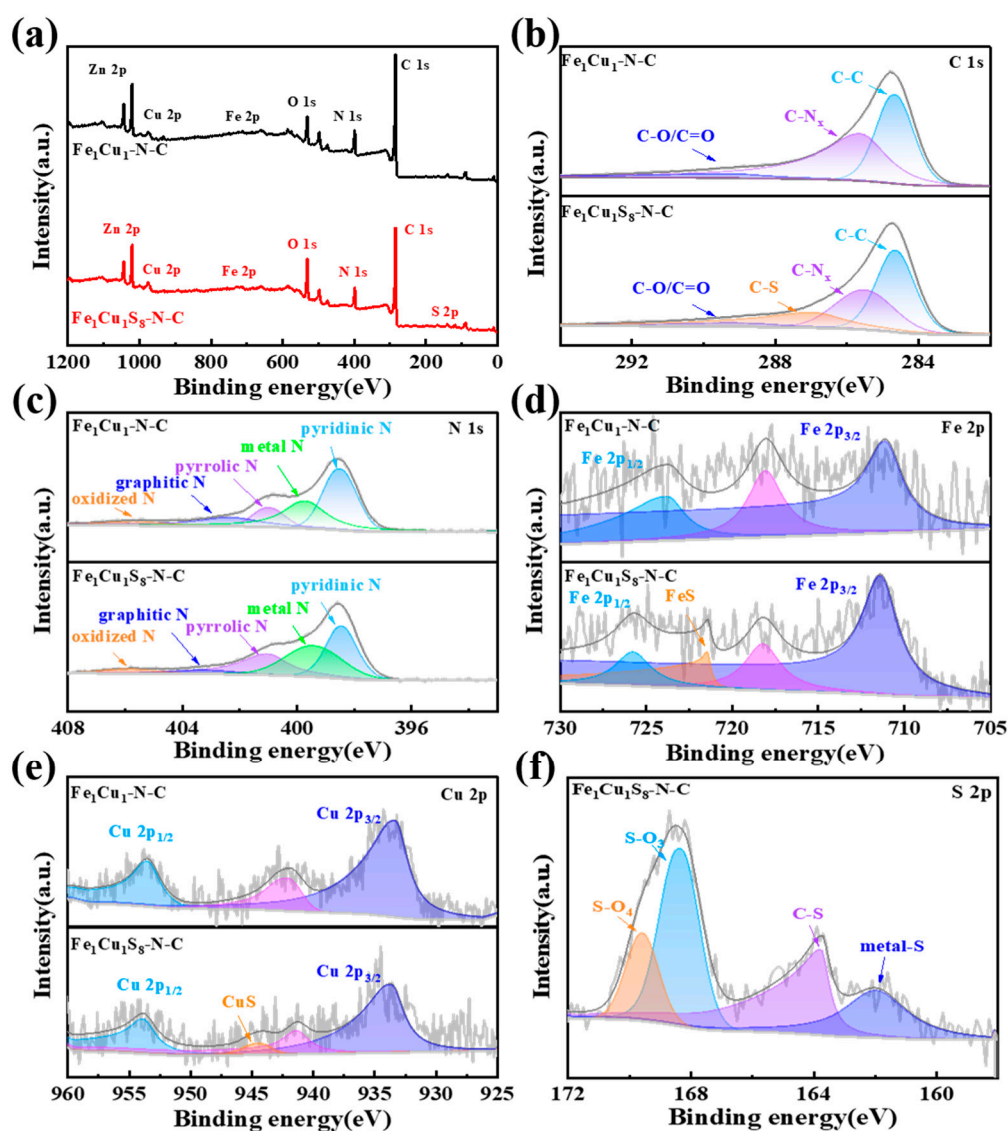 (a)
Intensity(a.u.)
Zn 2p
Cu 2p
Fe 2p
O 1s
N 1s
C 1s
Fe₁Cu₁-N-C
Zn 2p
Cu 2p
Fe 2p
O 1s
N 1s
C 1s
S 2p
Fe₁Cu₁S₈-N-C
1200 1000 800 600 400 200 0
Binding energy(eV)
(b)
Intensity(a.u.)
Fe₁Cu₁-N-C
C 1s
C-C
C-Nₓ
C-O/C=O
Fe₁Cu₁S₈-N-C
C-C
C-Nₓ
C-S
C-O/C=O
292 288 284
Binding energy(eV)
(c)
Intensity(a.u.)
Fe₁Cu₁-N-C
N 1s
pyridinic N
metal N
pyrrolic N
graphitic N
oxidized N
Fe₁Cu₁S₈-N-C
pyridinic N
metal N
pyrrolic N
graphitic N
oxidized N
408 404 400 396
Binding energy(eV)
(d)
Intensity(a.u.)
Fe₁Cu₁-N-C
Fe 2p
Fe 2p₃/₂
Fe 2p₁/₂
Fe₁Cu₁S₈-N-C
Fe 2p₁/₂
FeS
Fe 2p₃/₂
730 725 720 715 710 705
Binding energy(eV)
(e)
Intensity(a.u.)
Fe₁Cu₁-N-C
Cu 2p
Cu 2p₃/₂
Cu 2p₁/₂
Fe₁Cu₁S₈-N-C
Cu 2p₁/₂
CuS
Cu 2p₃/₂
960 955 950 945 940 935 930 925
Binding energy(eV)
(f)
Intensity(a.u.)
Fe₁Cu₁S₈-N-C
S 2p
S-O₃
S-O₄
C-S
metal-S
172 168 164 160
Binding energy(eV)